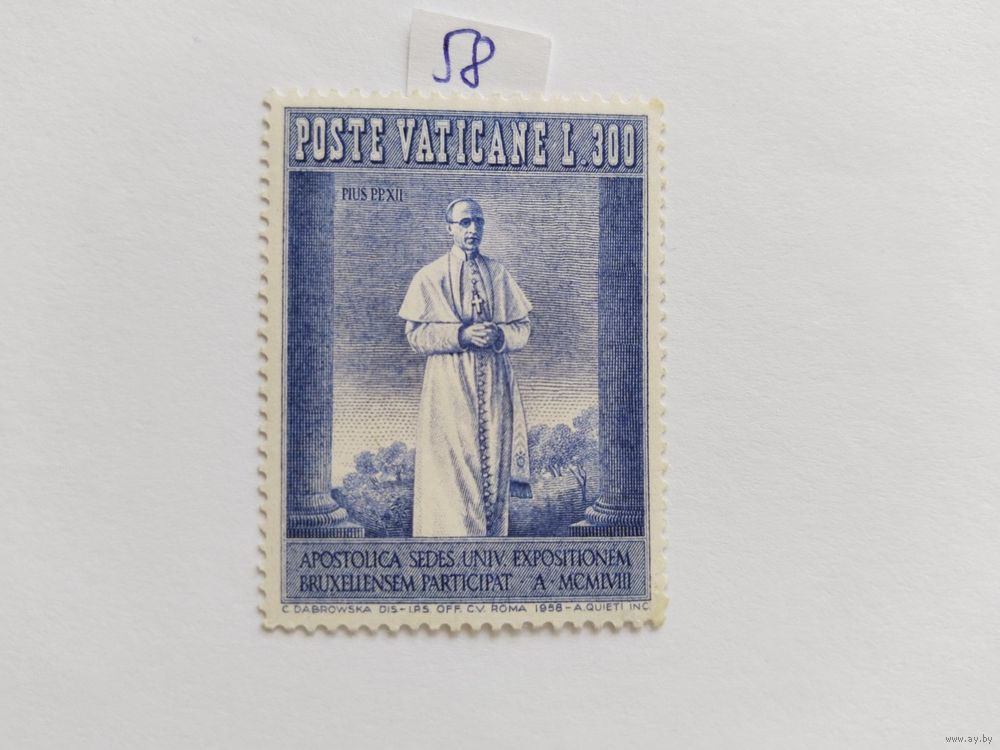 58
POSTE VATICANE L.300
PIUS P.P.XII
APOSTOLICA SEDES UNIV. EXPOSITIONEM
BRUXELLENSEM PARTICIPAT · A · MCMLVIII
C. DABROWSKA DIS - I.P.S. OFF. C.V. ROMA 1958 - A. QUIETI INC.
www.ay.by